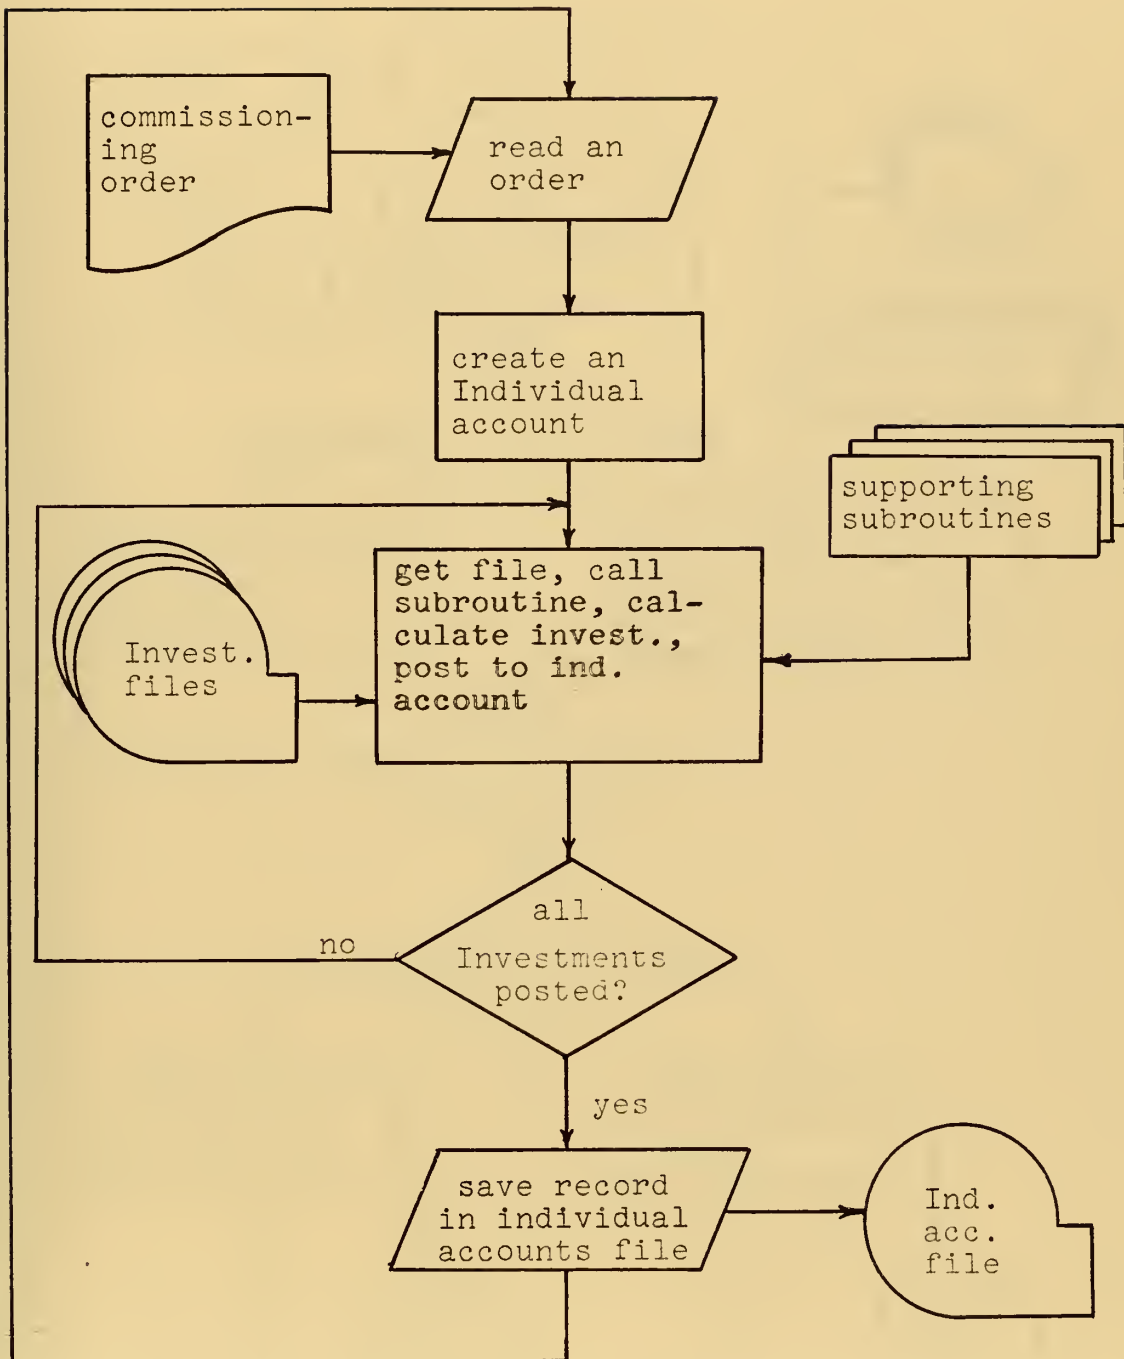 commission-
ing
order
read an
order
create an
Individual
account
supporting
subroutines
get file, call
subroutine, cal-
culate invest.,
post to ind.
account
Invest.
files
all
Investments
posted?
no
yes
save record
in individual
accounts file
Ind.
acc.
file